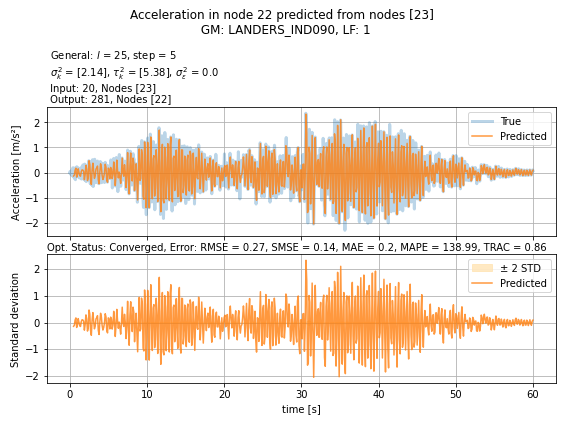 Acceleration in node 22 predicted from nodes [23]
GM: LANDERS_IND090, LF: 1
General: l = 25, step = 5
σ²ₖ = [2.14], τ²ₖ = [5.38], σ²ε = 0.0
Input: 20, Nodes [23]
Output: 281, Nodes [22]
Acceleration [m/s²]
2
1
0
−1
−2
True
Predicted
Opt. Status: Converged, Error: RMSE = 0.27, SMSE = 0.14, MAE = 0.2, MAPE = 138.99, TRAC = 0.86
Standard deviation
2
1
0
−1
−2
± 2 STD
Predicted
0 10 20 30 40 50 60
time [s]